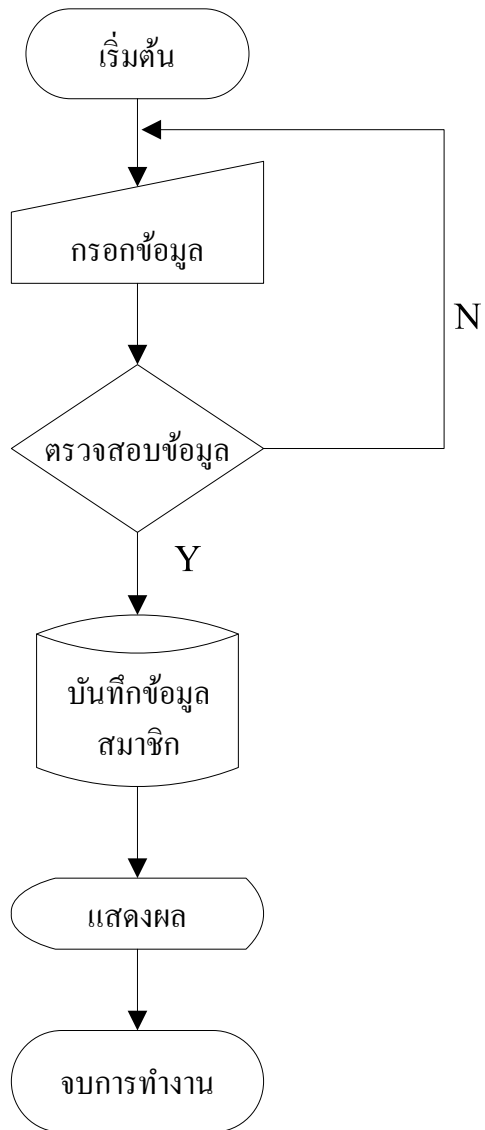 เริ่มต้น
กรอกข้อมูล
N
ตรวจสอบข้อมูล
Y
บันทึกข้อมูล
สมาชิก
แสดงผล
จบการทำงาน